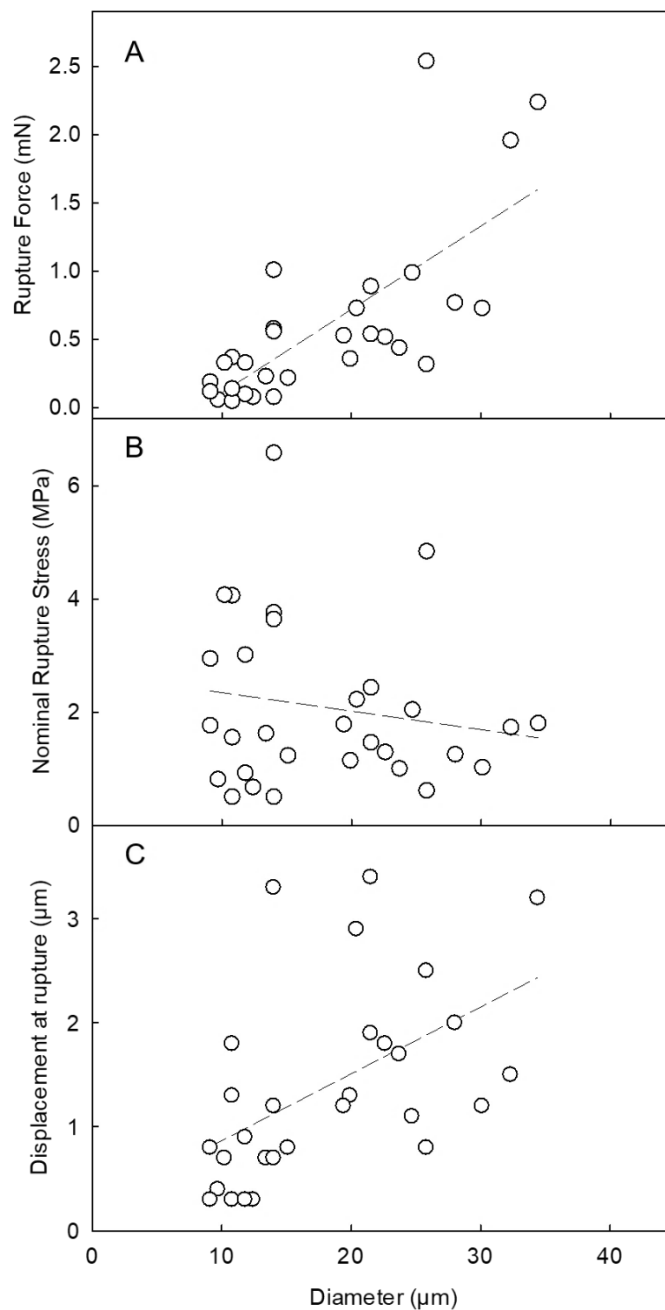 A
Rupture Force (mN)
2.5
2.0
1.5
1.0
0.5
0.0
B
Nominal Rupture Stress (MPa)
6
4
2
0
C
Displacement at rupture (µm)
3
2
1
0
0 10 20 30 40
Diameter (µm)